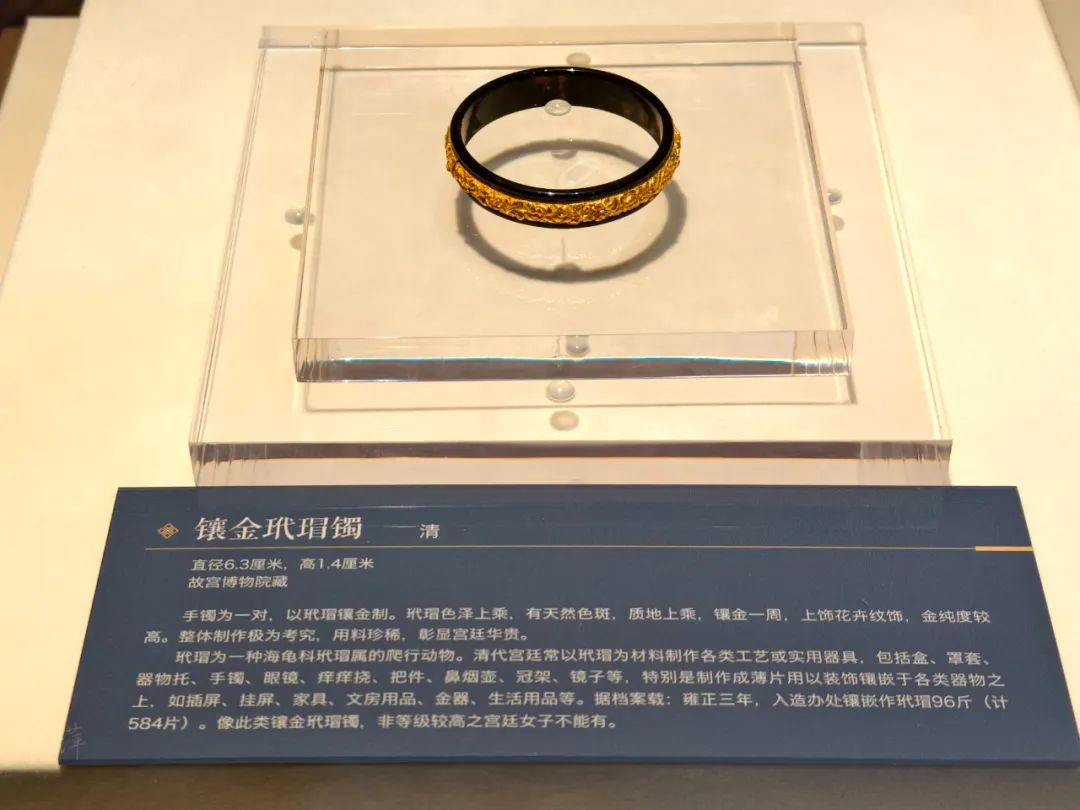 镶金玳瑁镯 清
直径6.3厘米，高1.4厘米
故宫博物院藏
手镯为一对，以玳瑁镶金制。玳瑁色泽上乘，有天然色斑，质地上乘，镶金一周，上饰花卉纹饰，金纯度较
高。整体制作极为考究，用料珍稀，彰显宫廷华贵。
玳瑁为一种海龟科玳瑁属的爬行动物。清代宫廷常以玳瑁为材料制作各类工艺或实用器具，包括盒、罩套、
器物托、手镯、眼镜、痒痒挠、把件、鼻烟壶、冠架、镜子等，特别是制作成薄片用以装饰镶嵌于各类器物之
上，如插屏、挂屏、家具、文房用品、金器、生活用品等。据档案载：雍正三年，入造办处镶嵌作玳瑁96斤（计
584片）。像此类镶金玳瑁镯，非等级较高之宫廷女子不能有。
萍